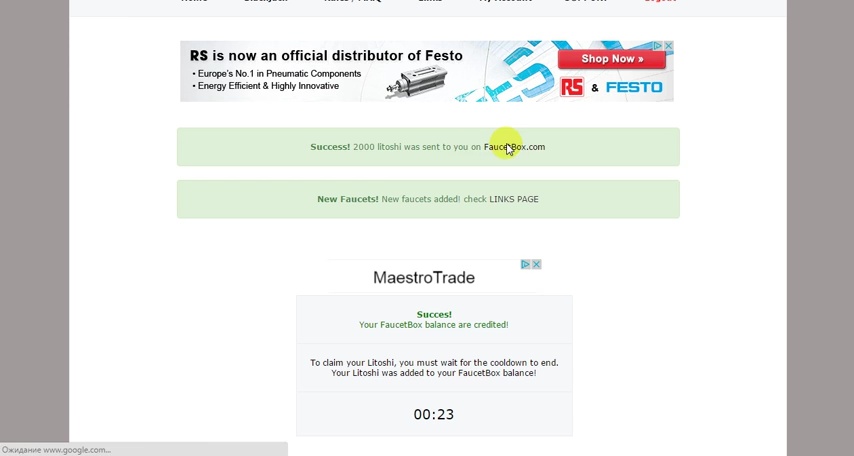 RS is now an official distributor of Festo
• Europe's No.1 in Pneumatic Components
• Energy Efficient & Highly Innovative
Shop Now »
RS & FESTO
Success! 2000 litoshi was sent to you on FaucetBox.com
New Faucets! New faucets added! check LINKS PAGE
MaestroTrade
Succes!
Your FaucetBox balance are credited!
To claim your Litoshi, you must wait for the cooldown to end.
Your Litoshi was added to your FaucetBox balance!
00:23
Ожидание www.google.com...